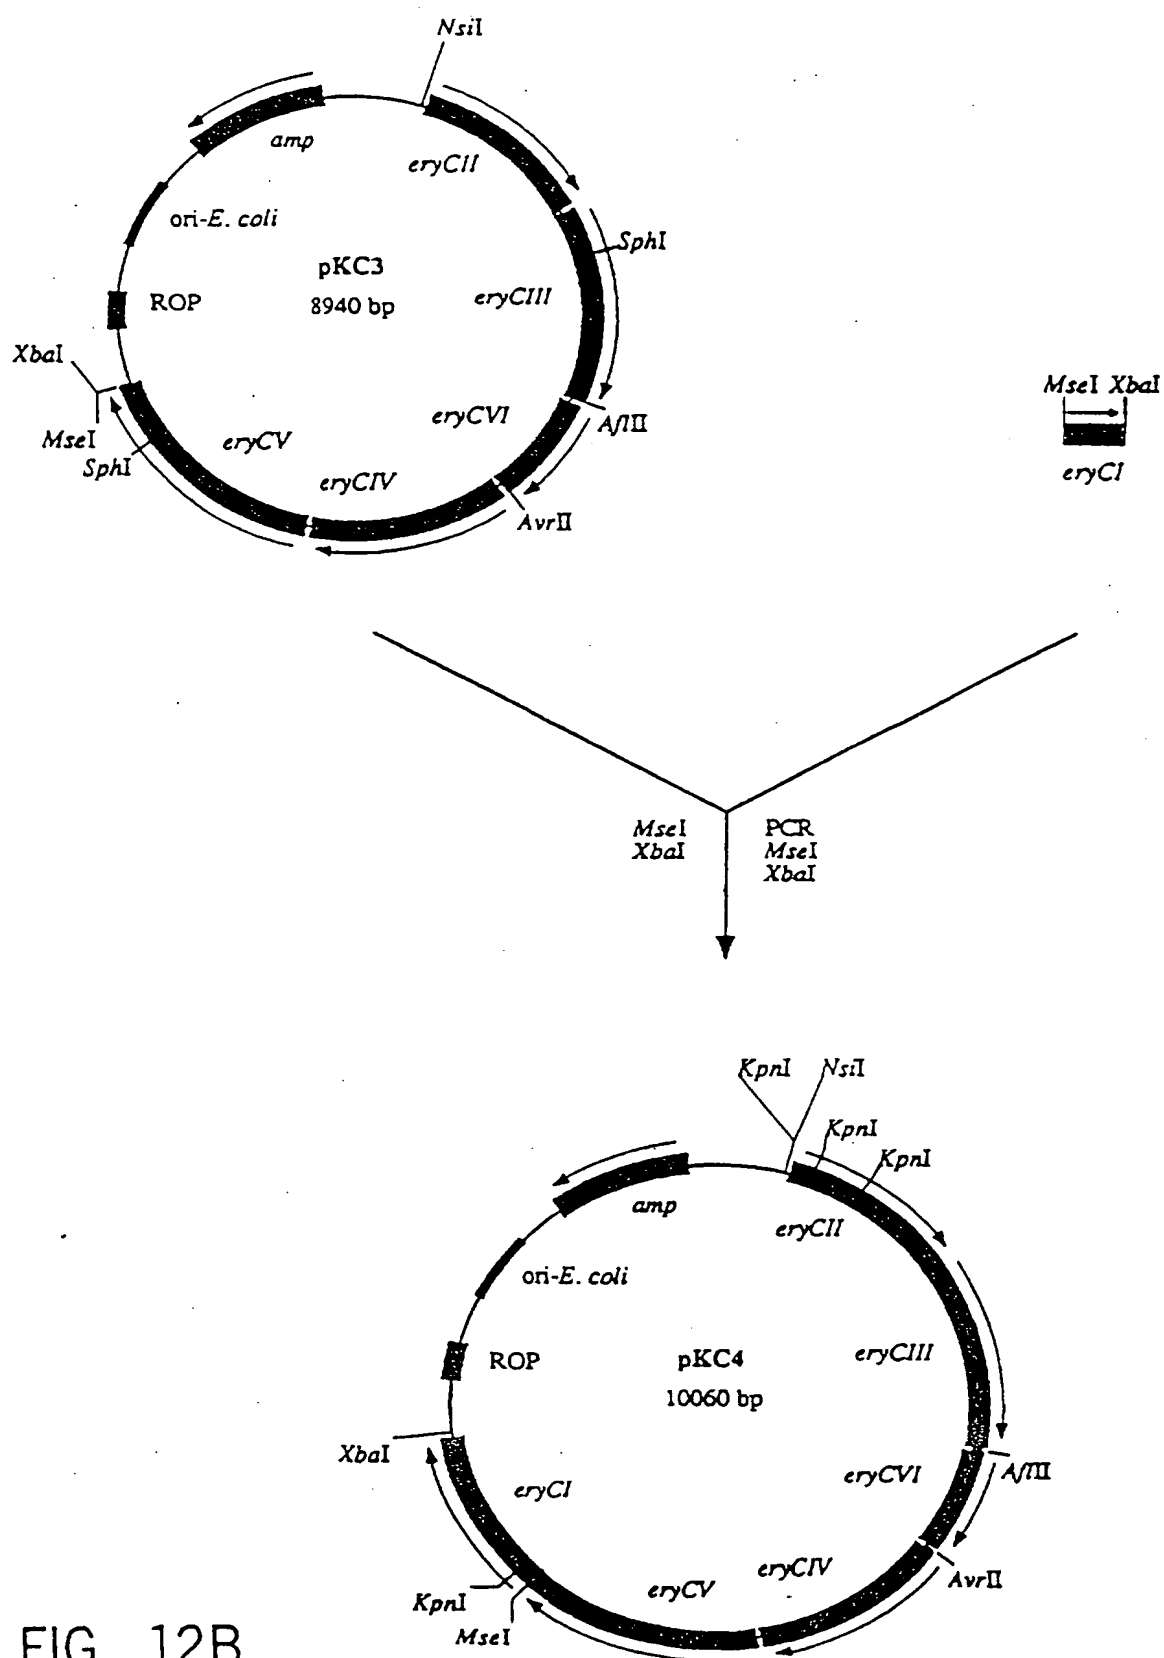 NsiI
amp
eryCII
ori-E. coli
SphI
pKC3
8940 bp
eryCIII
ROP
XbaI
MseI XbaI
eryCVI
AflII
MseI
eryCV
SphI
eryCI
eryCIV
AvrII
MseI
XbaI
PCR
MseI
XbaI
KpnI
NsiI
KpnI
KpnI
amp
eryCII
ori-E. coli
ROP
pKC4
10060 bp
eryCIII
XbaI
eryCI
eryCVI
AflII
eryCIV
AvrII
eryCV
KpnI
MseI
FIG. 12B